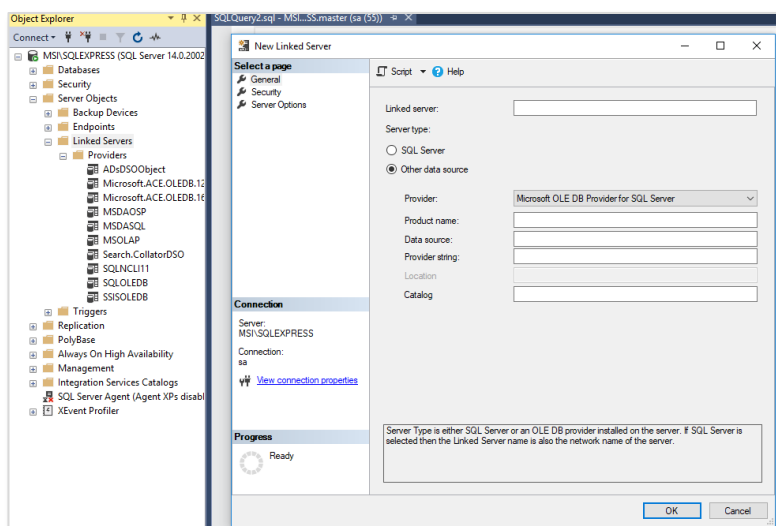 Object Explorer
Connect
MSI\SQLEXPRESS (SQL Server 14.0.2002
Databases
Security
Server Objects
Backup Devices
Endpoints
Linked Servers
Providers
ADsDSOObject
Microsoft.ACE.OLEDB.12
Microsoft.ACE.OLEDB.16
MSDAOSP
MSDASQL
MSOLAP
Search.CollatorDSO
SQLNCLI11
SQLOLEDB
SSISOLEDB
Triggers
Replication
PolyBase
Always On High Availability
Management
Integration Services Catalogs
SQL Server Agent (Agent XPs disabl
XEvent Profiler
SQLQuery2.sql - MSI...SS.master (sa (55))
New Linked Server
Select a page
General
Security
Server Options
Connection
Server:
MSI\SQLEXPRESS
Connection:
sa
View connection properties
Progress
Ready
Script
Help
Linked server:
Server type:
SQL Server
Other data source
Provider:
Microsoft OLE DB Provider for SQL Server
Product name:
Data source:
Provider string:
Location
Catalog
Server Type is either SQL Server or an OLE DB provider installed on the server. If SQL Server is
selected then the Linked Server name is also the network name of the server.
OK
Cancel